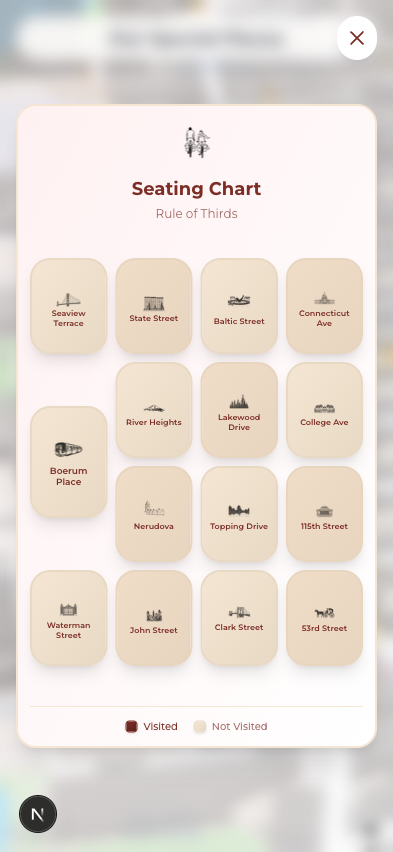 Seating Chart
Rule of Thirds
Seaview
Terrace
State Street
Baltic Street
Connecticut
Ave
River Heights
Lakewood
Drive
College Ave
Boerum
Place
Nerudova
Topping Drive
115th Street
Waterman
Street
John Street
Clark Street
53rd Street
Visited
Not Visited
N